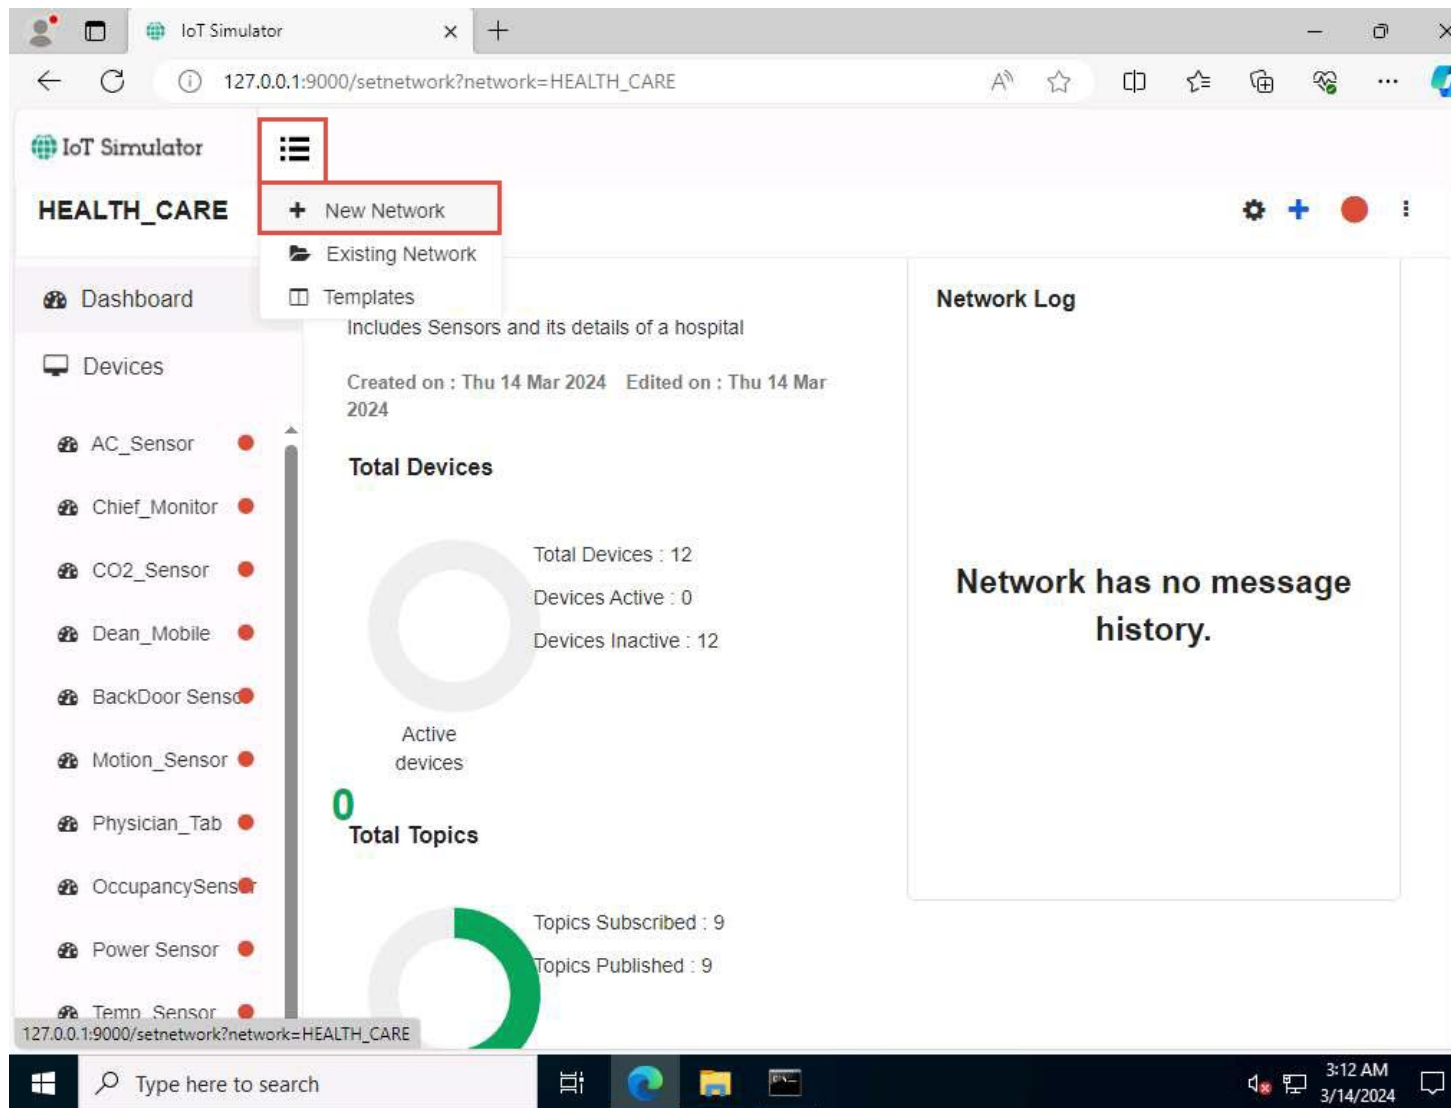 IoT Simulator
127.0.0.1:9000/setnetwork?network=HEALTH_CARE
IoT Simulator
HEALTH_CARE
New Network
Existing Network
Templates
Dashboard
Devices
AC_Sensor
Chief_Monitor
CO2_Sensor
Dean_Mobile
BackDoor Senso
Motion_Sensor
Physician_Tab
OccupancySensor
Power Sensor
Temp_Sensor
Includes Sensors and its details of a hospital
Created on : Thu 14 Mar 2024 Edited on : Thu 14 Mar
2024
Total Devices
Total Devices : 12
Devices Active : 0
Devices Inactive : 12
Active
devices
0
Total Topics
Topics Subscribed : 9
Topics Published : 9
Network Log
Network has no message
history.
127.0.0.1:9000/setnetwork?network=HEALTH_CARE
Type here to search
3:12 AM
3/14/2024